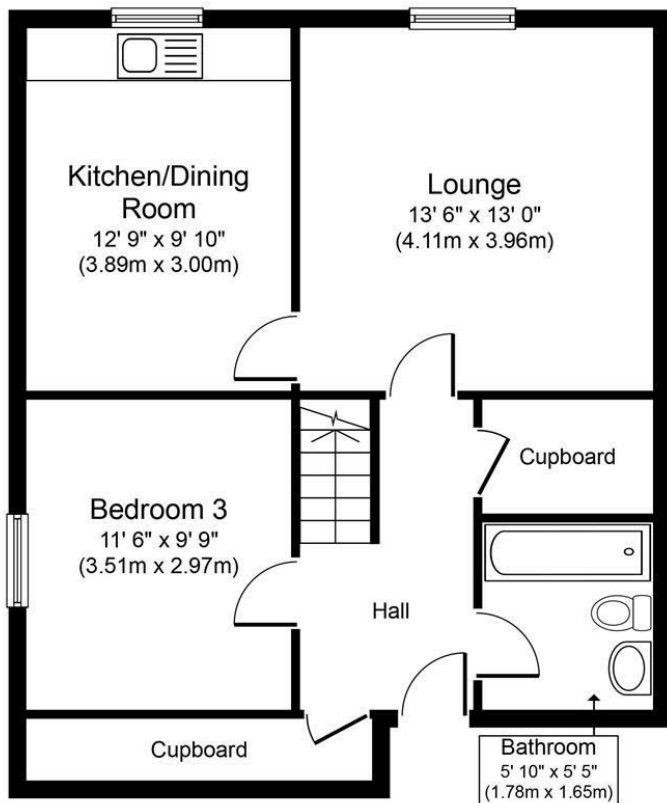 Kitchen/Dining
Room
12' 9" x 9' 10"
(3.89m x 3.00m)
Lounge
13' 6" x 13' 0"
(4.11m x 3.96m)
Bedroom 3
11' 6" x 9' 9"
(3.51m x 2.97m)
Cupboard
Hall
Cupboard
Bathroom
5' 10" x 5' 5"
(1.78m x 1.65m)